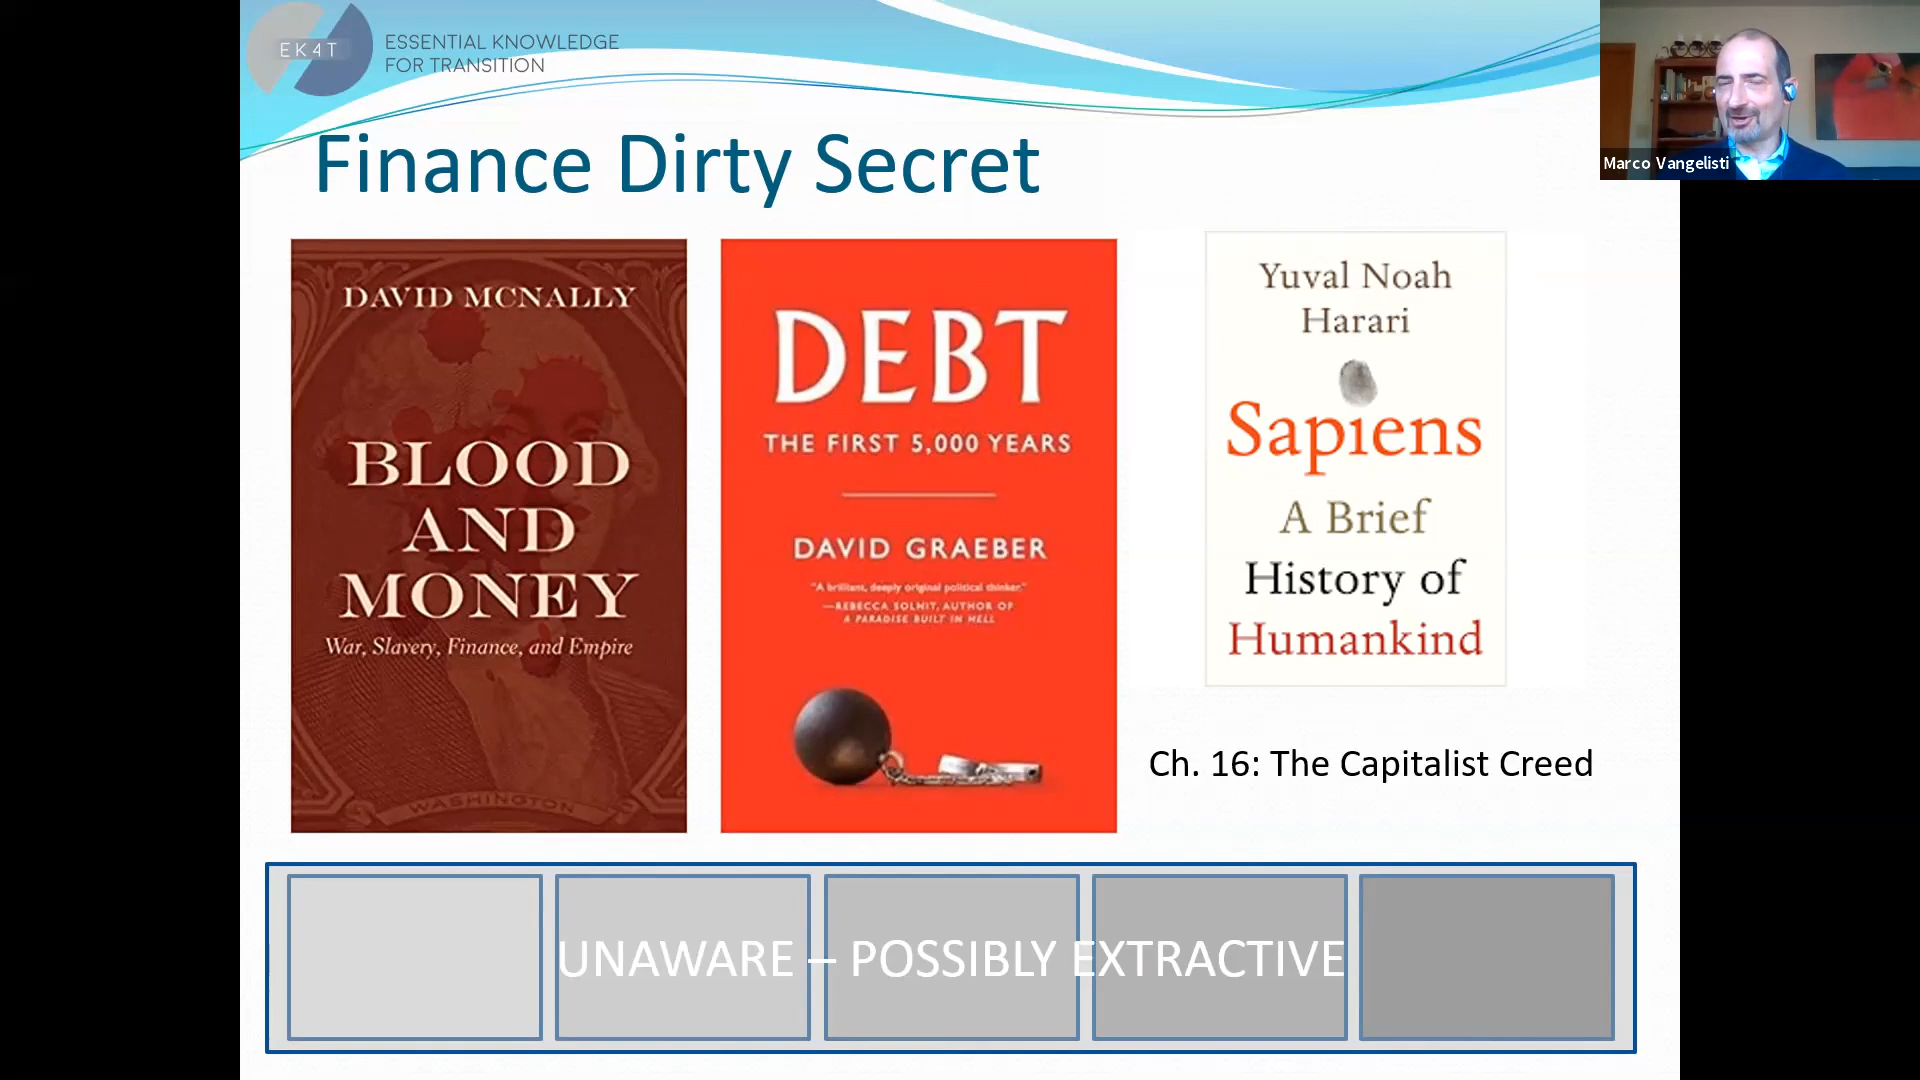 EK4T
ESSENTIAL KNOWLEDGE
FOR TRANSITION
Marco Vangelisti
Finance Dirty Secret
DAVID MCNALLY
BLOOD
AND
MONEY
War, Slavery, Finance, and Empire
WASHINGTON
DEBT
THE FIRST 5,000 YEARS
DAVID GRAEBER
"A brilliant, deeply original political thinker."
—REBECCA SOLNIT, AUTHOR OF
A PARADISE BUILT IN HELL
Yuval Noah
Harari
Sapiens
A Brief
History of
Humankind
Ch. 16: The Capitalist Creed
UNAWARE – POSSIBLY EXTRACTIVE